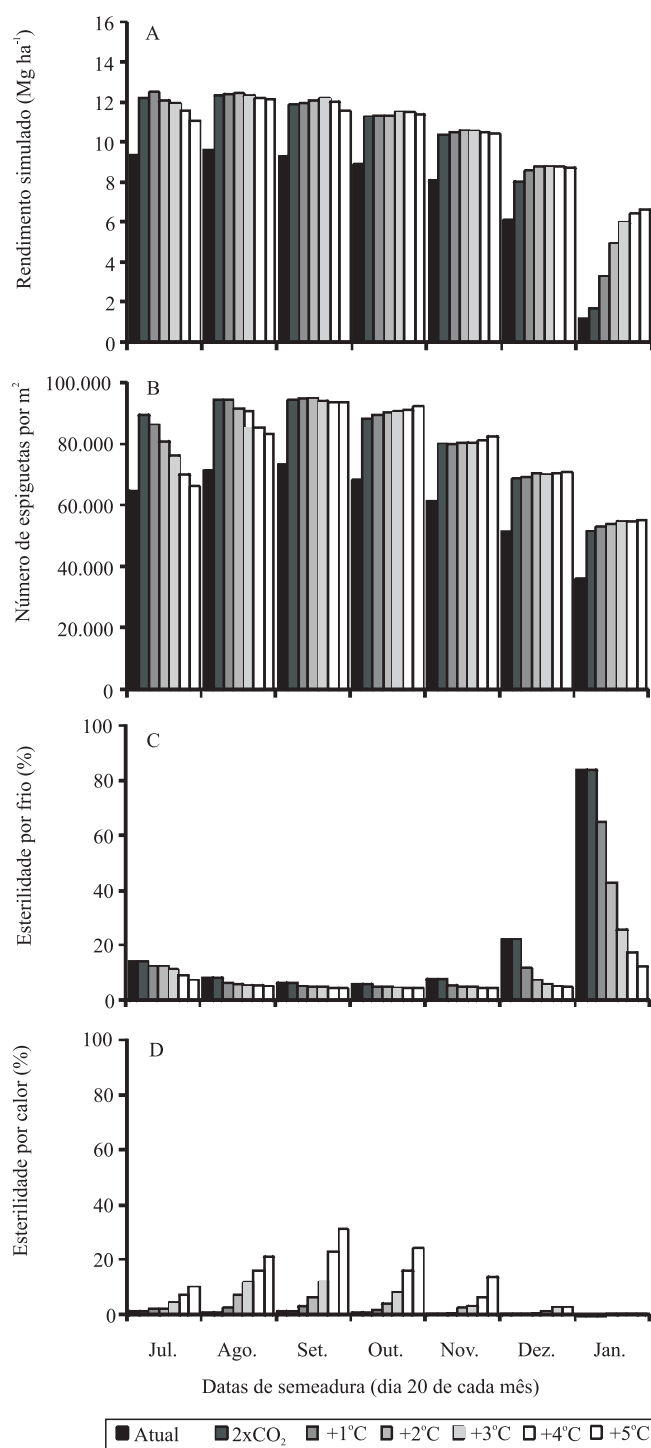 A
Rendimento simulado (Mg ha⁻¹)
16
14
12
10
8
6
4
2
0
B
Número de espiguetas por m²
100.000
80.000
60.000
40.000
20.000
0
C
Esterilidade por frio (%)
100
80
60
40
20
0
D
Esterilidade por calor (%)
100
80
60
40
20
0
Jul. Ago. Set. Out. Nov. Dez. Jan.
Datas de semeadura (dia 20 de cada mês)
Atual 2xCO₂ +1°C +2°C +3°C +4°C +5°C